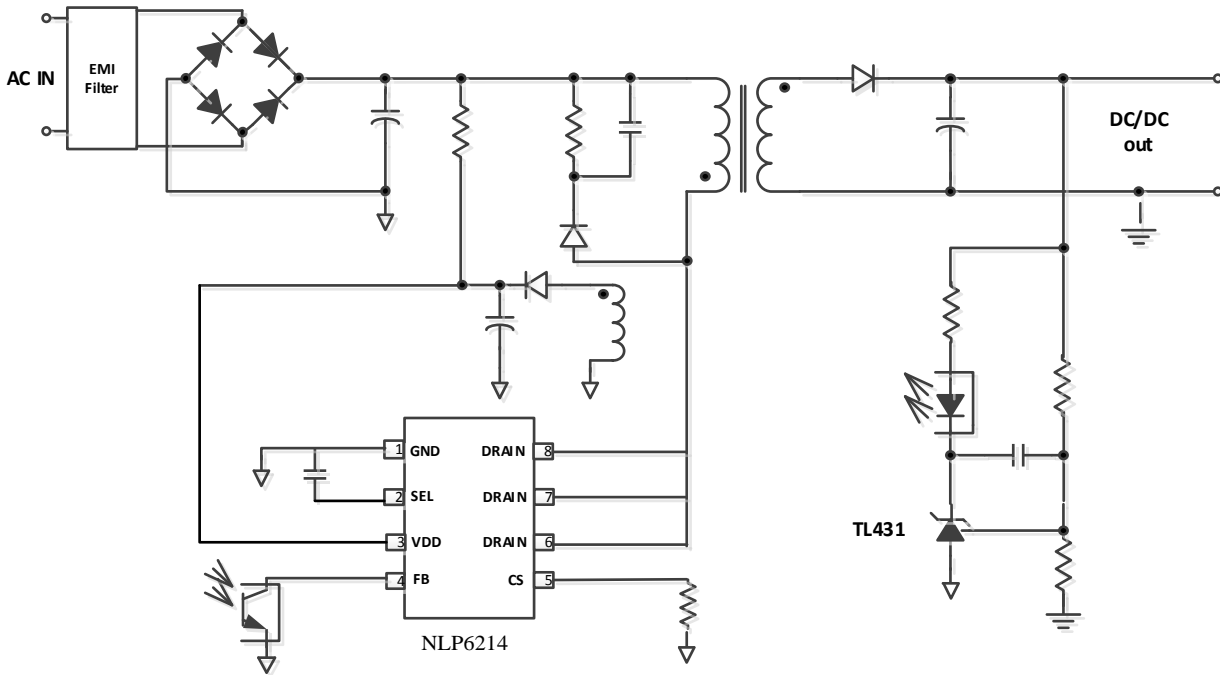 AC IN
EMI
Filter
DC/DC
out
1 GND
2 SEL
3 VDD
4 FB
DRAIN 8
DRAIN 7
DRAIN 6
CS 5
NLP6214
TL431